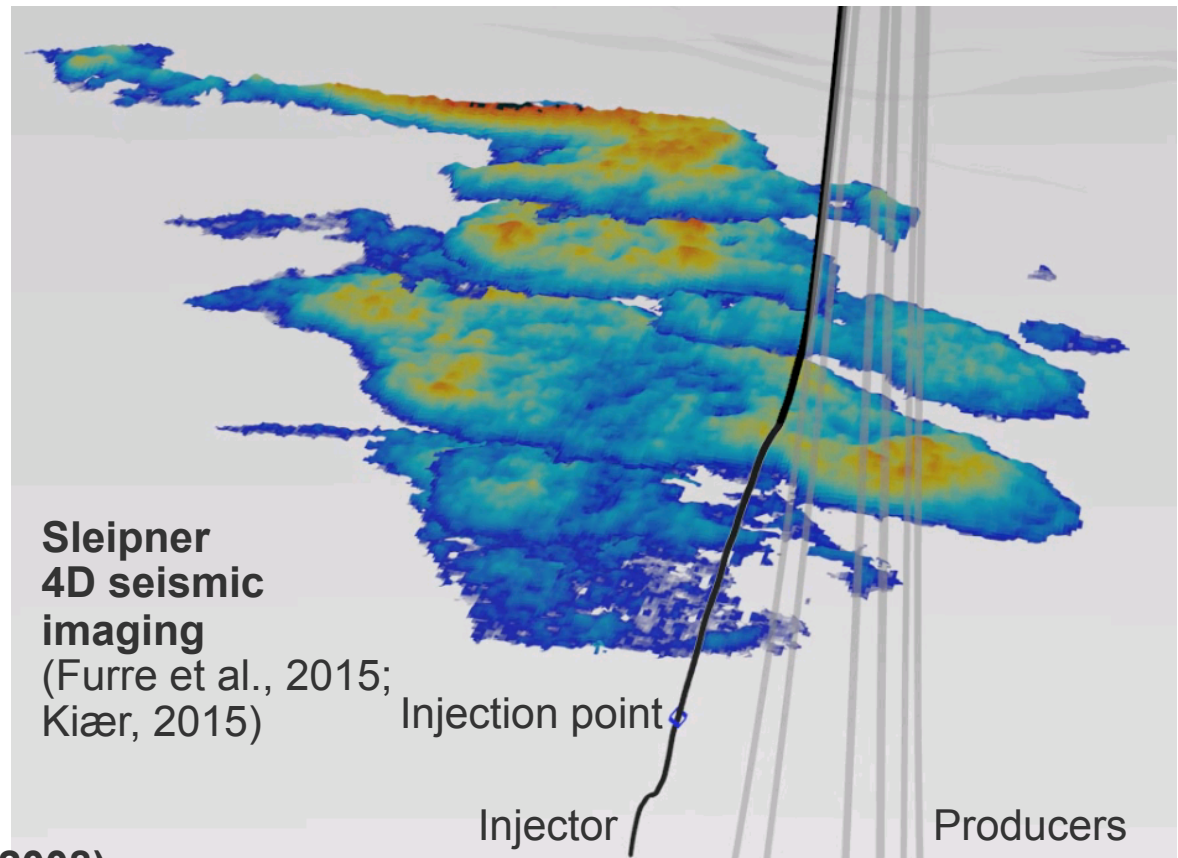 Sleipner
4D seismic
imaging
(Furre et al., 2015;
Kiær, 2015)
Injection point
Injector
Producers